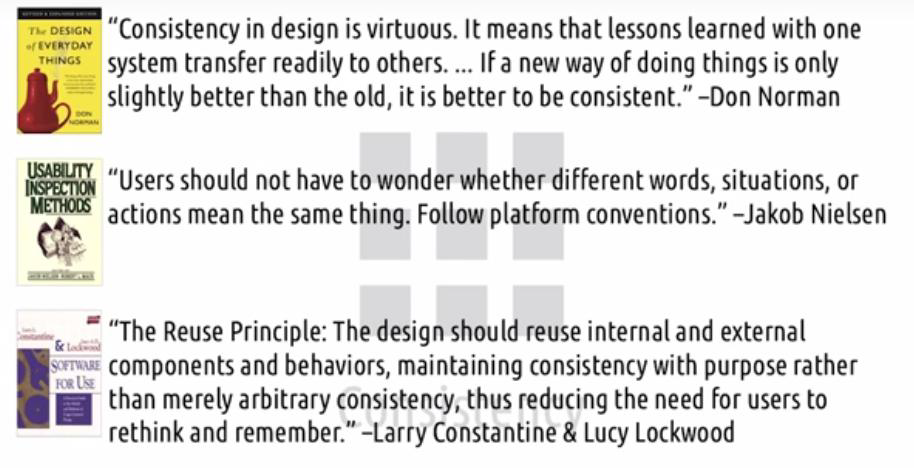 REVISED & EXPANDED EDITION
The DESIGN
of EVERYDAY
THINGS
DON
NORMAN
“Consistency in design is virtuous. It means that lessons learned with one
system transfer readily to others. ... If a new way of doing things is only
slightly better than the old, it is better to be consistent.” –Don Norman
USABILITY
INSPECTION
METHODS
“Users should not have to wonder whether different words, situations, or
actions mean the same thing. Follow platform conventions.” –Jakob Nielsen
Constantine
& Lockwood
SOFTWARE
FOR USE
“The Reuse Principle: The design should reuse internal and external
components and behaviors, maintaining consistency with purpose rather
than merely arbitrary consistency, thus reducing the need for users to
rethink and remember.” –Larry Constantine & Lucy Lockwood
Consistency